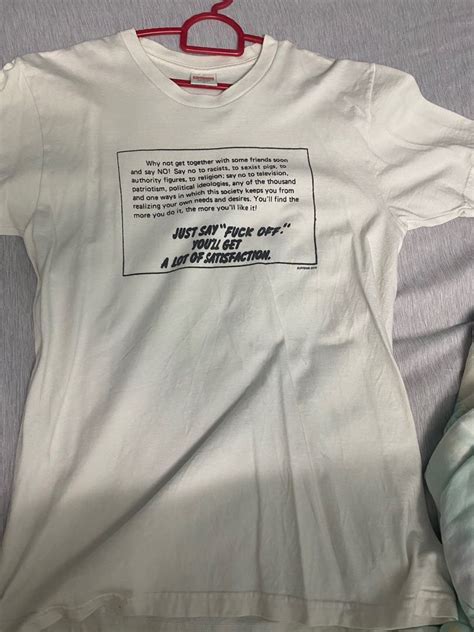 Why not get together with some friends soon
and say NO! Say no to racists, to sexist pigs, to
authority figures, to religion; say no to television,
patriotism, political ideologies, any of the thousand
and one ways in which this society keeps you from
realizing your own needs and desires. You'll find the
more you do it, the more you'll like it!
JUST SAY "FUCK OFF."
YOU'LL GET
A LOT OF SATISFACTION.